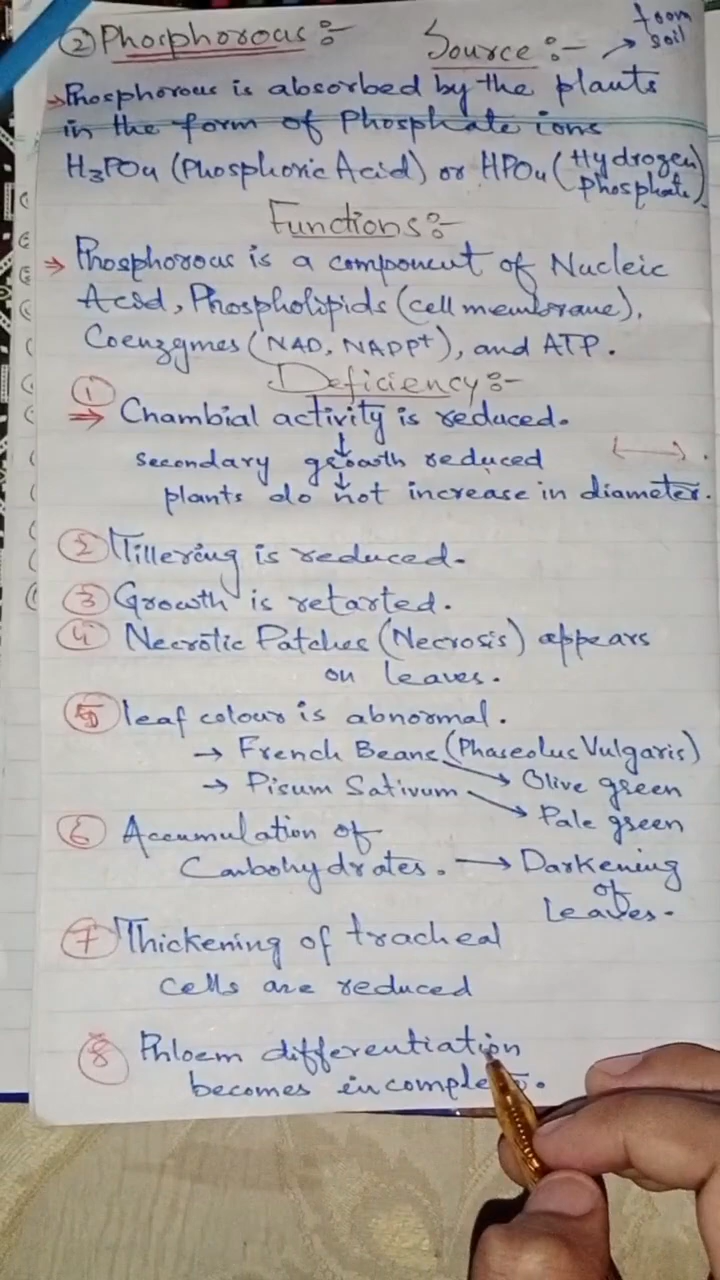 ② Phosphorous :- Source :- → from soil
→ Phosphorous is absorbed by the plants
in the form of Phosphate ions
H₃PO₄ (Phosphoric Acid) or HPO₄ (Hydrogen Phosphate)
Functions :-
⇒ Phosphorous is a component of Nucleic
Acid, Phospholipids (cell membrane),
Coenzymes (NAD, NADP+), and ATP.
Deficiency :-
① ⇒ Chambial activity is reduced.
↓
secondary growth reduced
↓
plants do not increase in diameter.
② Tillering is reduced.
③ Growth is retarted.
④ Necrotic Patches (Necrosis) appears
on leaves.
⑤ leaf colour is abnormal.
→ French Beans (Phaseolus Vulgaris)
→ Olive green
→ Pisum Sativum
→ Pale green
⑥ Accumulation of
Carbohydrates. → Darkening
of
Leaves.
⑦ Thickening of tracheal
cells are reduced
⑧ Phloem differentiation
becomes incomplete.